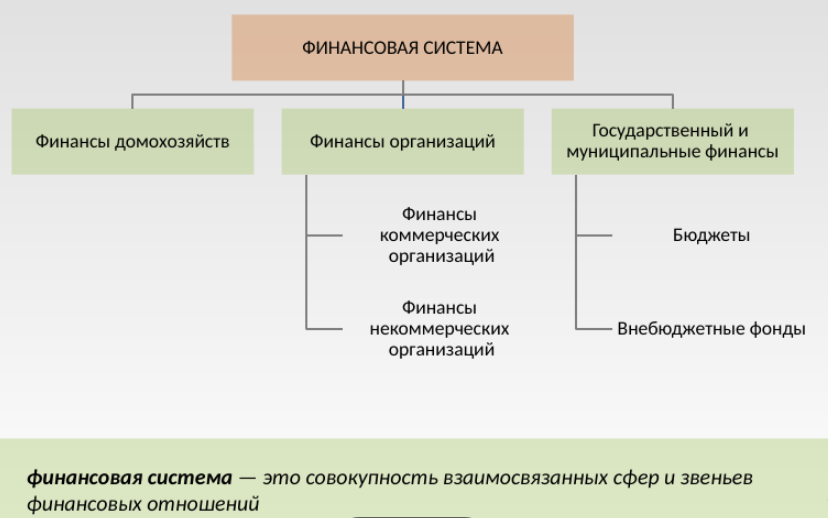 ФИНАНСОВАЯ СИСТЕМА
Финансы домохозяйств
Финансы организаций
Государственный и
муниципальные финансы
Финансы
коммерческих
организаций
Бюджеты
Финансы
некоммерческих
организаций
Внебюджетные фонды
финансовая система — это совокупность взаимосвязанных сфер и звеньев
финансовых отношений